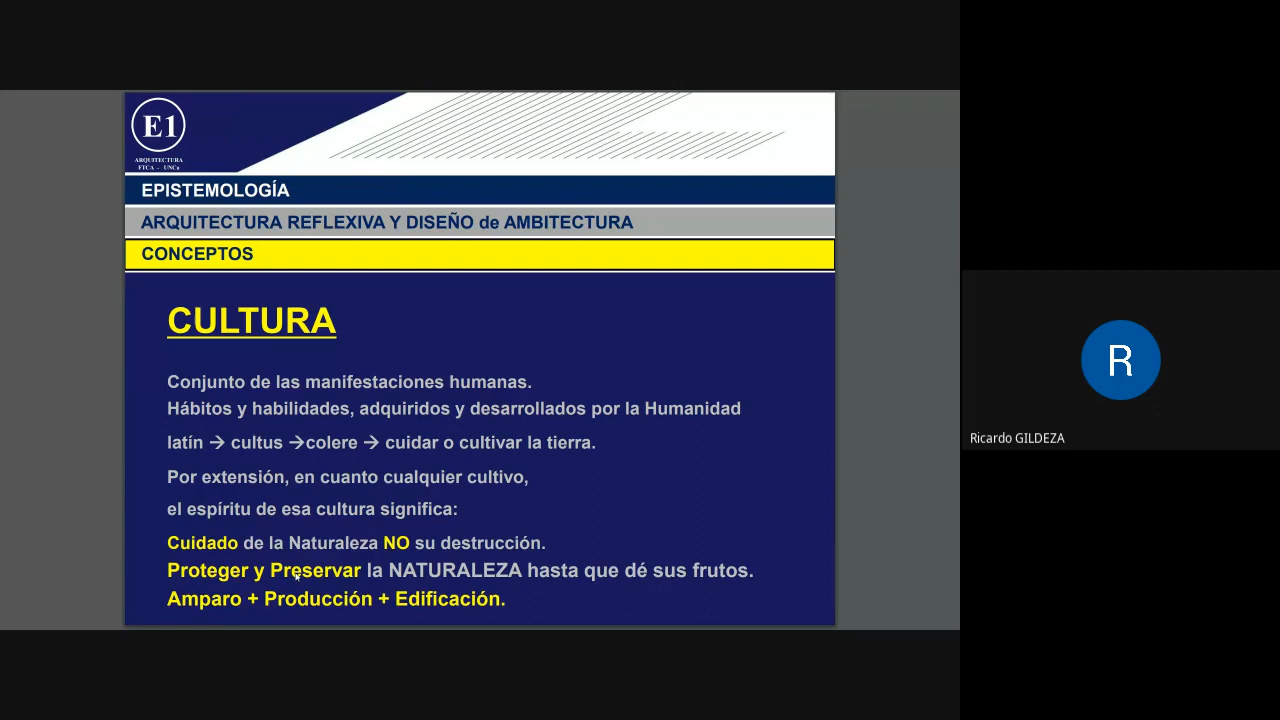 E1
ARQUITECTURA
FTCA - UNCa
EPISTEMOLOGÍA
ARQUITECTURA REFLEXIVA Y DISEÑO de AMBITECTURA
CONCEPTOS
CULTURA
Conjunto de las manifestaciones humanas.
Hábitos y habilidades, adquiridos y desarrollados por la Humanidad
latín → cultus →colere → cuidar o cultivar la tierra.
Por extensión, en cuanto cualquier cultivo,
el espíritu de esa cultura significa:
Cuidado de la Naturaleza NO su destrucción.
Proteger y Preservar la NATURALEZA hasta que dé sus frutos.
Amparo + Producción + Edificación.
R
Ricardo GILDEZA